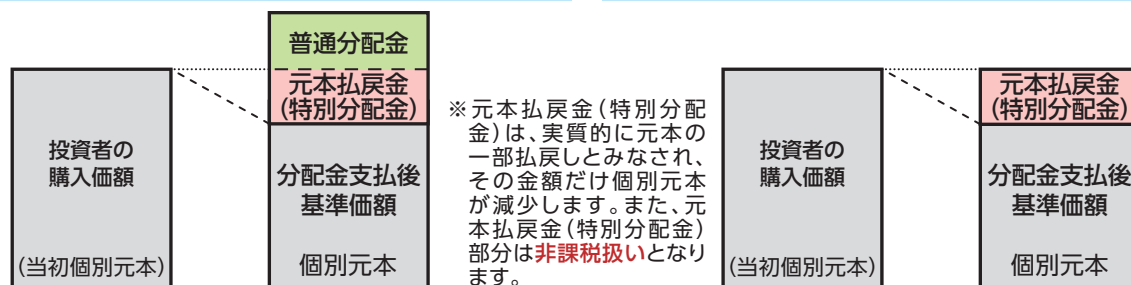 投資者の
購入価額
(当初個別元本)
普通分配金
元本払戻金
(特別分配金)
分配金支払後
基準価額
個別元本
※元本払戻金(特別分配
金)は、実質的に元本の
一部払戻しとみなされ、
その金額だけ個別元本
が減少します。また、元
本払戻金(特別分配金)
部分は非課税扱いとなり
ます。
投資者の
購入価額
(当初個別元本)
元本払戻金
(特別分配金)
分配金支払後
基準価額
個別元本